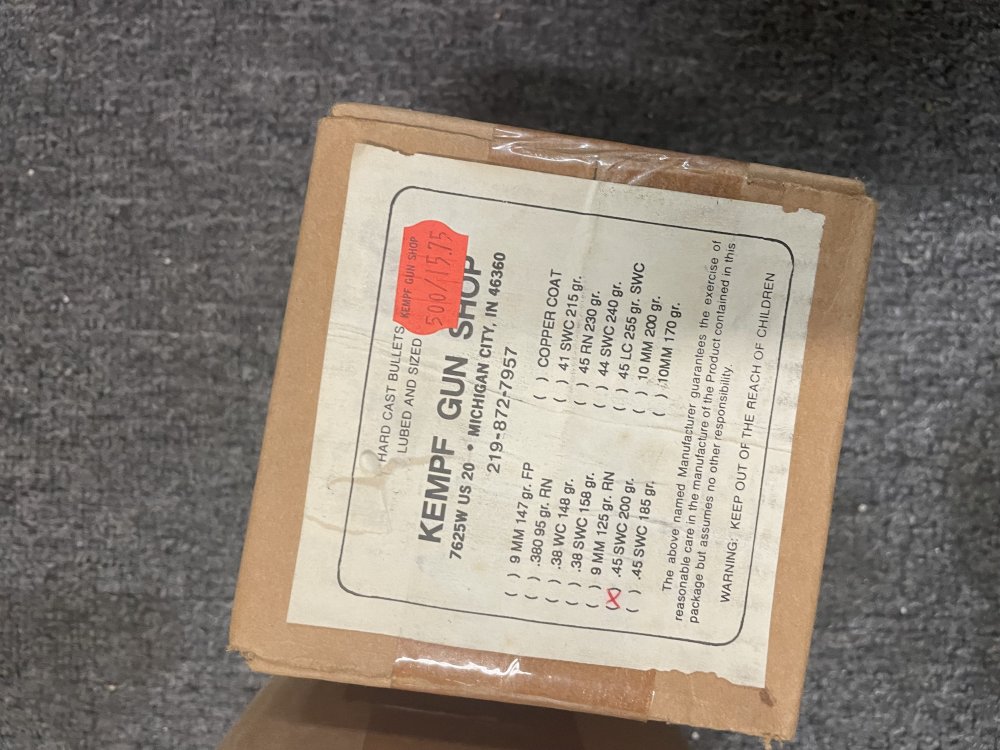 HARD CAST BULLETS
LUBED AND SIZED
KEMPF GUN SHOP
500/15.75
KEMPF GUN SHOP
7625W US 20 • MICHIGAN CITY, IN 46360
219-872-7957
( ) 9 MM 147 gr. FP
( ) .380 95 gr. RN
( ) .38 WC 148 gr.
( ) .38 SWC 158 gr.
( ) 9 MM 125 gr. RN
(X) .45 SWC 200 gr.
( ) .45 SWC 185 gr.
( ) COPPER COAT
( ) 41 SWC 215 gr.
( ) 45 RN 230 gr.
( ) 44 SWC 240 gr.
( ) 45 LC 255 gr. SWC
( ) 10 MM 200 gr.
( ) 10MM 170 gr.
The above named Manufacturer guarantees the exercise of
reasonable care in the manufacture of the Product contained in this
package but assumes no other responsibility.
WARNING: KEEP OUT OF THE REACH OF CHILDREN